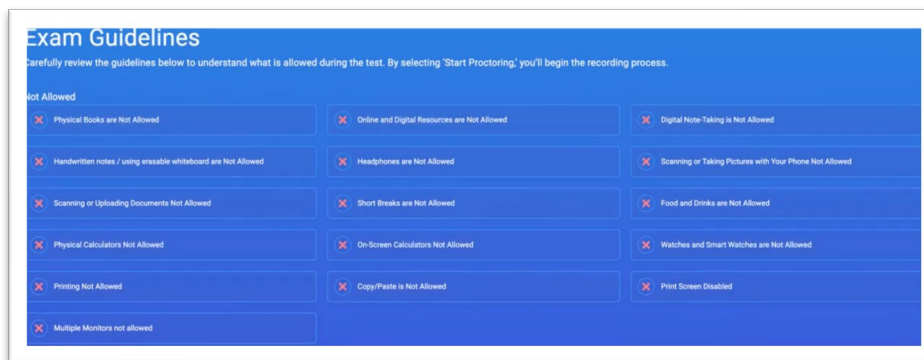 Exam Guidelines
Carefully review the guidelines below to understand what is allowed during the test. By selecting 'Start Proctoring,' you'll begin the recording process.
Not Allowed
Physical Books are Not Allowed
Online and Digital Resources are Not Allowed
Digital Note-Taking is Not Allowed
Handwritten notes / using erasable whiteboard are Not Allowed
Headphones are Not Allowed
Scanning or Taking Pictures with Your Phone Not Allowed
Scanning or Uploading Documents Not Allowed
Short Breaks are Not Allowed
Food and Drinks are Not Allowed
Physical Calculators Not Allowed
On-Screen Calculators Not Allowed
Watches and Smart Watches are Not Allowed
Printing Not Allowed
Copy/Paste is Not Allowed
Print Screen Disabled
Multiple Monitors not allowed